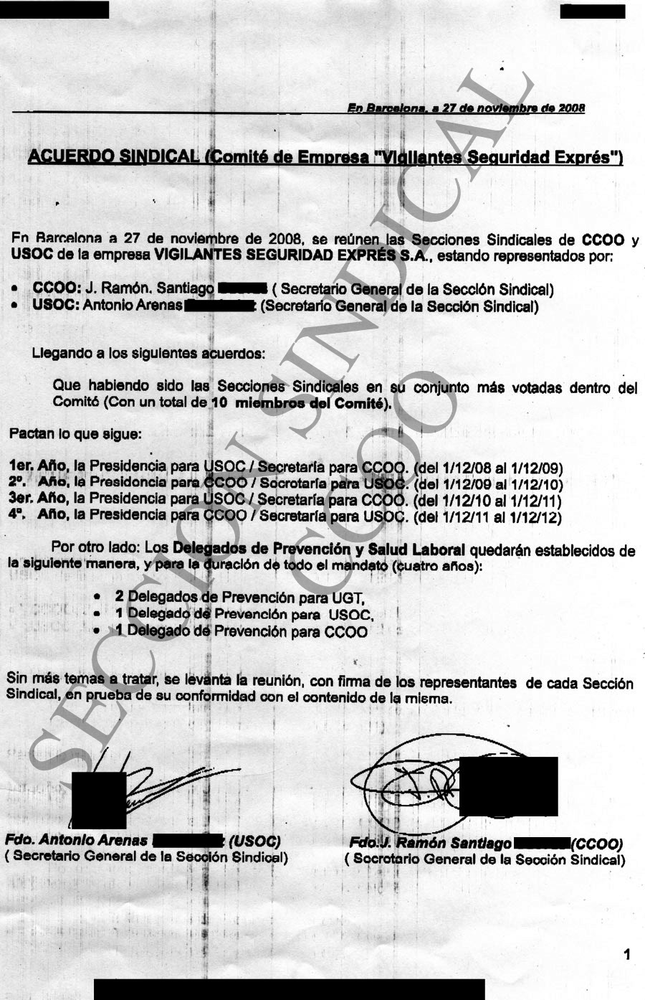 En Barcelona, a 27 de noviembre de 2008
ACUERDO SINDICAL (Comité de Empresa "Vigilantes Seguridad Exprés")
En Barcelona a 27 de noviembre de 2008, se reúnen las Secciones Sindicales de CCOO y
USOC de la empresa VIGILANTES SEGURIDAD EXPRÉS S.A., estando representados por:
• CCOO: J. Ramón. Santiago ( Secretario General de la Sección Sindical)
• USOC: Antonio Arenas (Secretario General de la Sección Sindical)
Llegando a los siguientes acuerdos:
Que habiendo sido las Secciones Sindicales en su conjunto más votadas dentro del
Comité (Con un total de 10 miembros del Comité).
Pactan lo que sigue:
1er. Año, la Presidencia para USOC / Secretaría para CCOO. (del 1/12/08 al 1/12/09)
2º. Año, la Presidencia para CCOO / Secretaría para USOC. (del 1/12/09 al 1/12/10)
3er. Año, la Presidencia para USOC / Secretaría para CCOO. (del 1/12/10 al 1/12/11)
4º. Año, la Presidencia para CCOO / Secretaría para USOC. (del 1/12/11 al 1/12/12)
Por otro lado: Los Delegados de Prevención y Salud Laboral quedarán establecidos de
la siguiente manera, y para la duración de todo el mandato (cuatro años):
• 2 Delegados de Prevención para UGT,
• 1 Delegado de Prevención para USOC,
• 1 Delegado de Prevención para CCOO
Sin más temas a tratar, se levanta la reunión, con firma de los representantes de cada Sección
Sindical, en prueba de su conformidad con el contenido de la misma.
Fdo. Antonio Arenas (USOC)
( Secretario General de la Sección Sindical)
Fdo.J. Ramón Santiago (CCOO)
( Secretario General de la Sección Sindical)
1
SECCION SINDICAL
CCOO